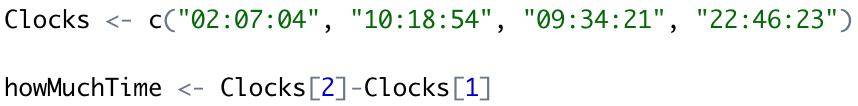 Clocks <- c("02:07:04", "10:18:54", "09:34:21", "22:46:23")
howMuchTime <- Clocks[2]-Clocks[1]